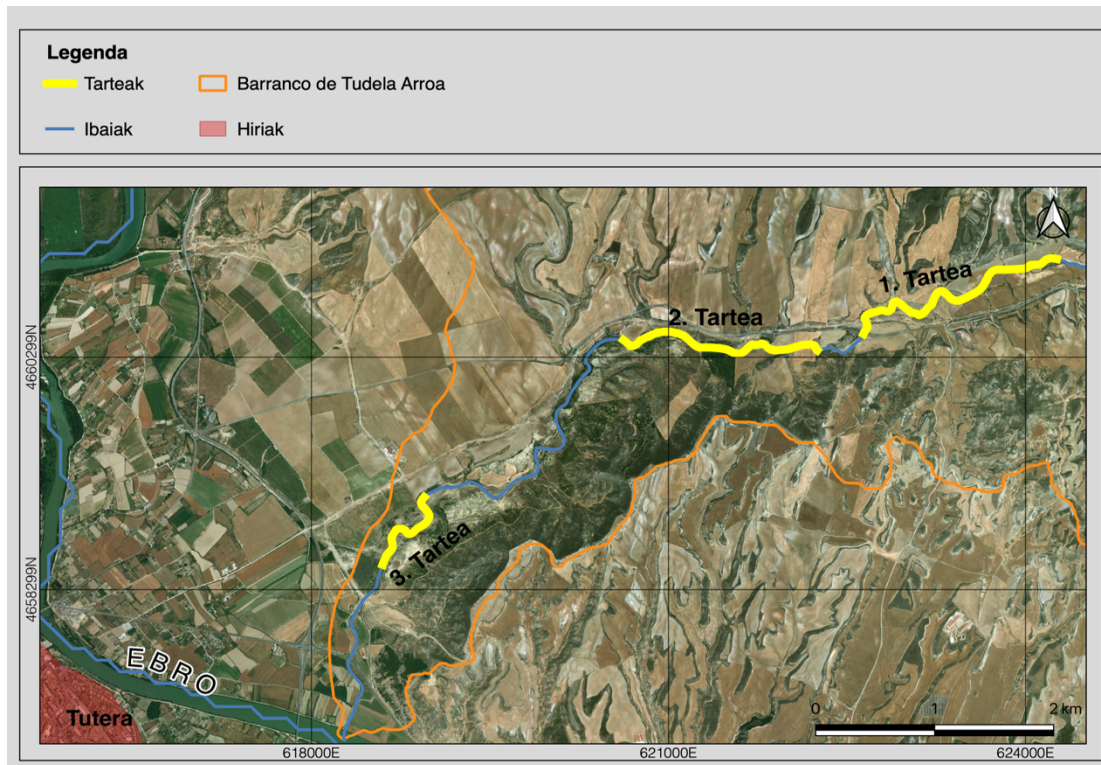 Legenda
Tarteak
Barranco de Tudela Arroa
Ibaiak
Hiriak
N
1. Tartea
2. Tartea
4660299N
3. Tartea
4658299N
EBRO
Tutera
0 1 2 km
618000E 621000E 624000E